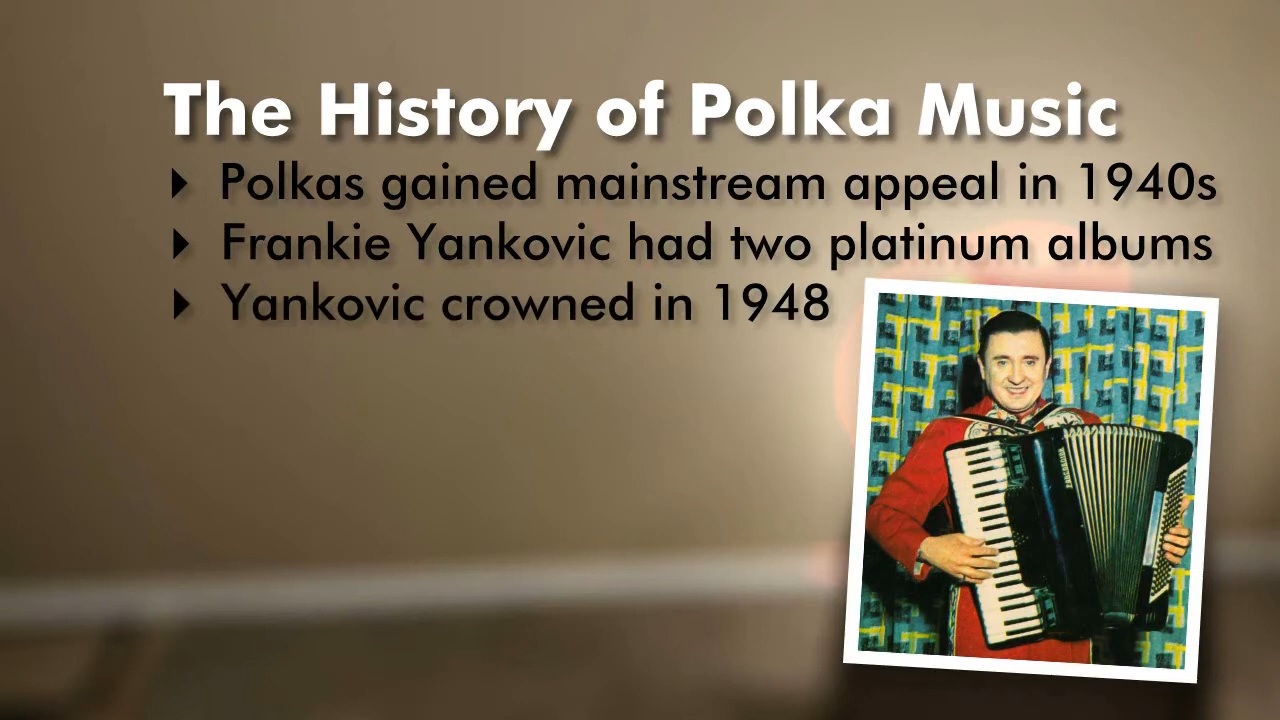 The History of Polka Music
Polkas gained mainstream appeal in 1940s
Frankie Yankovic had two platinum albums
Yankovic crowned in 1948